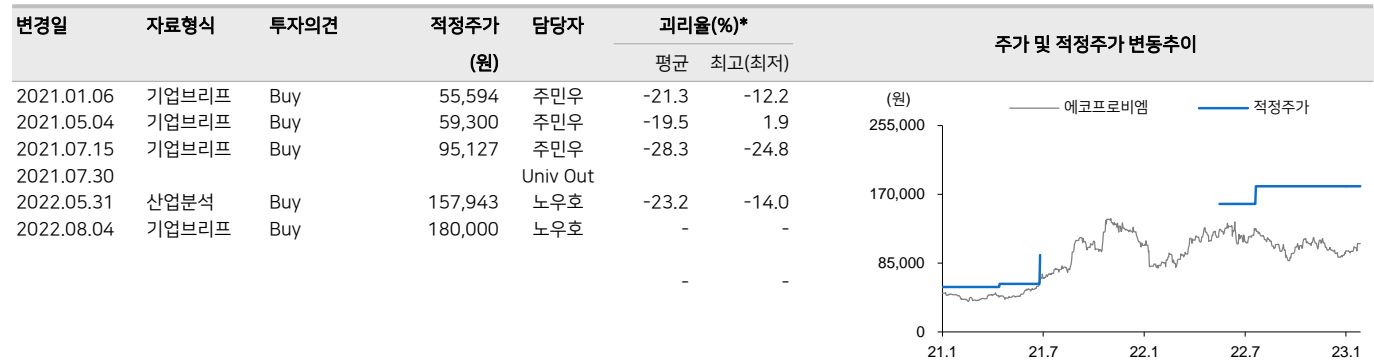 변경일 자료형식 투자의견 적정주가 담당자 괴리율(%)* 주가 및 적정주가 변동추이
(원) 평균 최고(최저)
2021.01.06 기업브리프 Buy 55,594 주민우 -21.3 -12.2
2021.05.04 기업브리프 Buy 59,300 주민우 -19.5 1.9
2021.07.15 기업브리프 Buy 95,127 주민우 -28.3 -24.8
2021.07.30 Univ Out
2022.05.31 산업분석 Buy 157,943 노우호 -23.2 -14.0
2022.08.04 기업브리프 Buy 180,000 노우호 - -
- -
(원) 에코프로비엠 적정주가
255,000
170,000
85,000
0
21.1 21.7 22.1 22.7 23.1